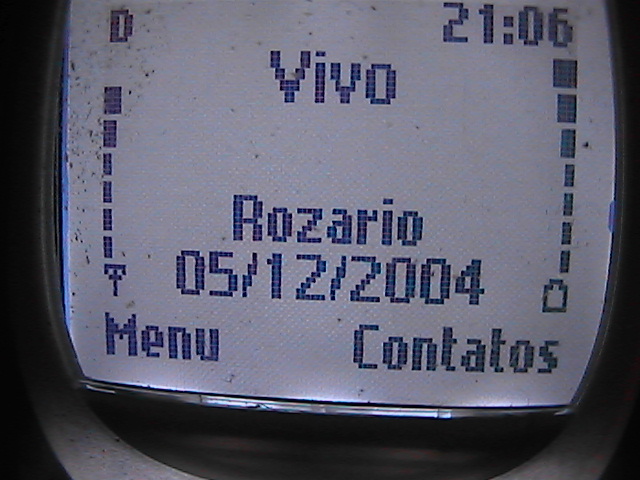 D 21:06
Vivo
Rozario
05/12/2004
Menu Contatos